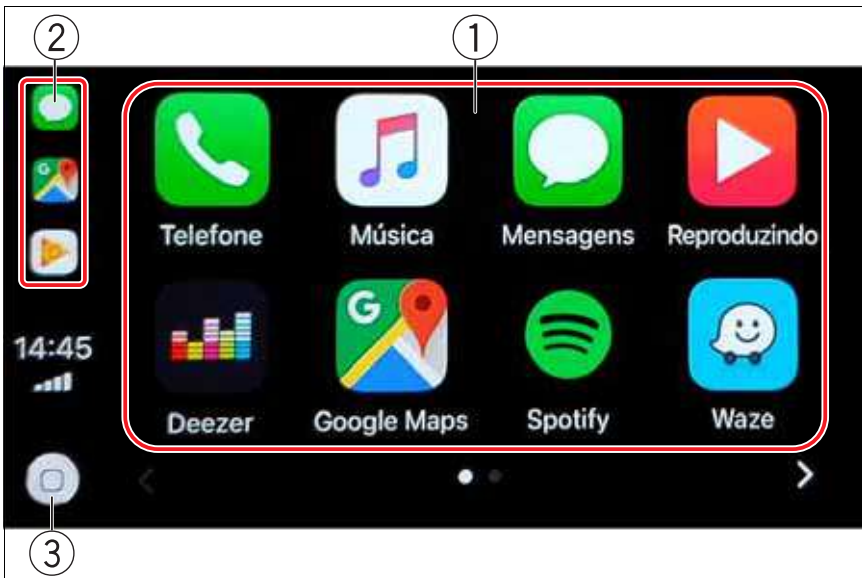 2
1
Telefone
Música
Mensagens
Reproduzindo
14:45
Deezer
G
Google Maps
Spotify
Waze
3